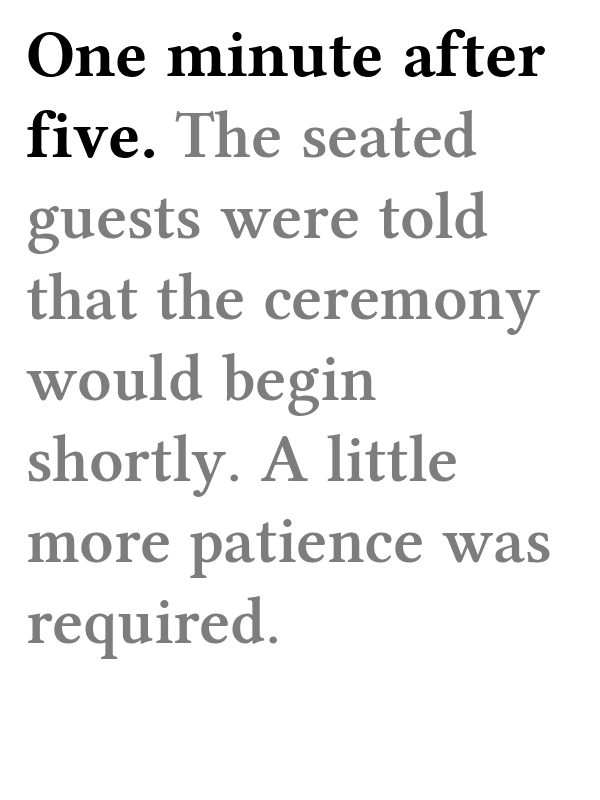 One minute after
five. The seated
guests were told
that the ceremony
would begin
shortly. A little
more patience was
required.